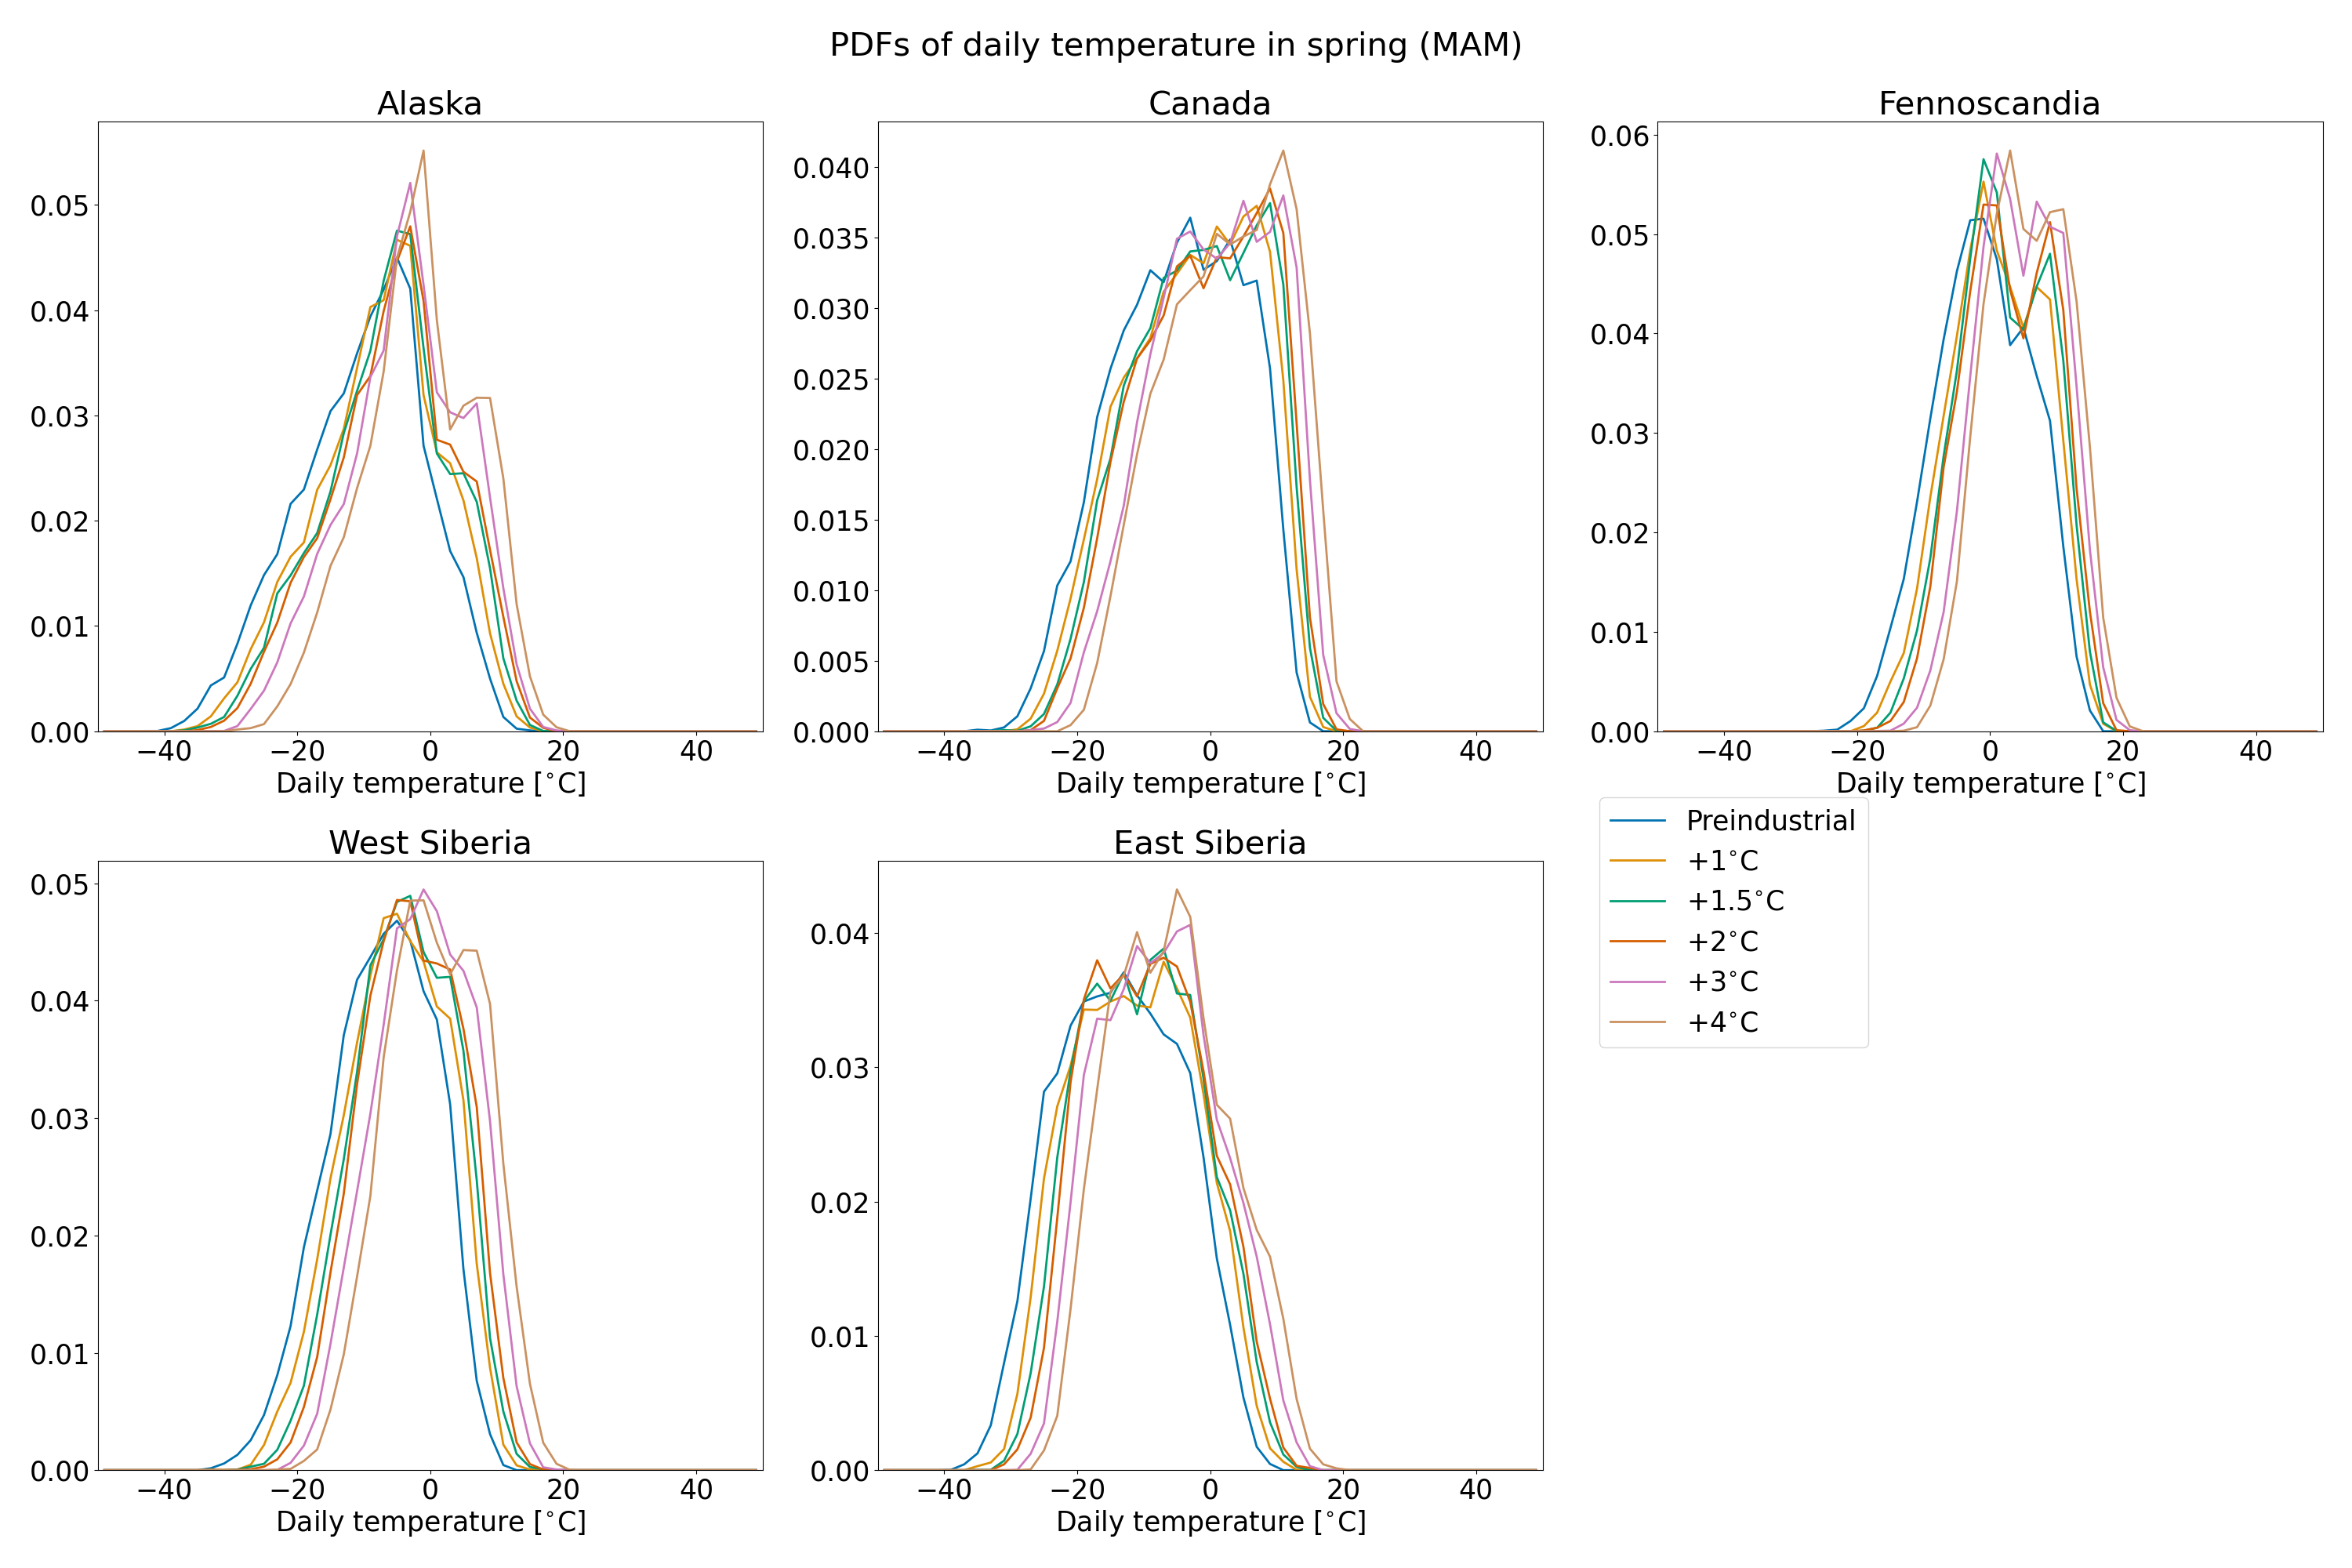 PDFs of daily temperature in spring (MAM)
Alaska
0.05
0.04
0.03
0.02
0.01
0.00
−40 −20 0 20 40
Daily temperature [°C]
Canada
0.040
0.035
0.030
0.025
0.020
0.015
0.010
0.005
0.000
−40 −20 0 20 40
Daily temperature [°C]
Fennoscandia
0.06
0.05
0.04
0.03
0.02
0.01
0.00
−40 −20 0 20 40
Daily temperature [°C]
West Siberia
0.05
0.04
0.03
0.02
0.01
0.00
−40 −20 0 20 40
Daily temperature [°C]
East Siberia
0.04
0.03
0.02
0.01
0.00
−40 −20 0 20 40
Daily temperature [°C]
Preindustrial
+1°C
+1.5°C
+2°C
+3°C
+4°C